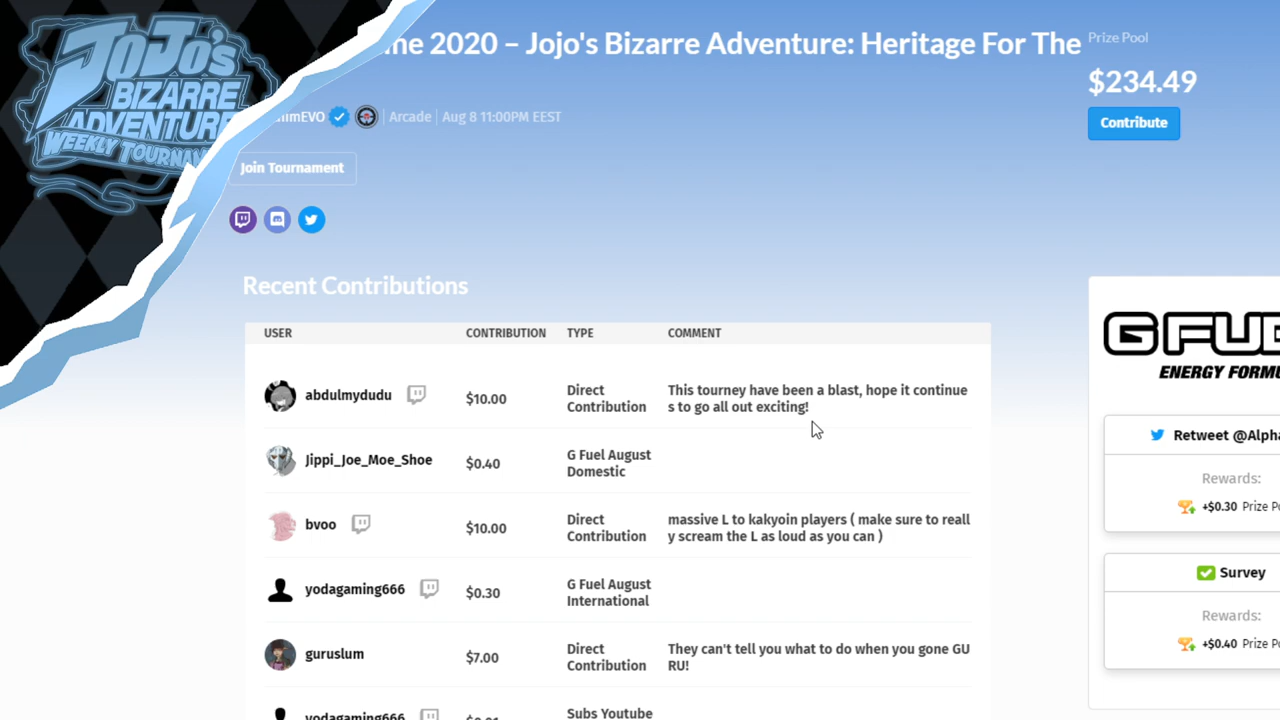 JoJo's
BIZARRE
ADVENTURE
WEEKLY
me 2020 – Jojo's Bizarre Adventure: Heritage For The
Prize Pool
$234.49
Contribute
nimEVO
Arcade
Aug 8 11:00PM EEST
Join Tournament
Recent Contributions
USER CONTRIBUTION TYPE COMMENT
abdulmydudu $10.00 Direct Contribution
This tourney have been a blast, hope it continue
s to go all out exciting!
Jippi_Joe_Moe_Shoe $0.40 G Fuel August
Domestic
bvoo $10.00 Direct Contribution
massive L to kakyoin players ( make sure to reall
y scream the L as loud as you can )
yodagaming666 $0.30 G Fuel August
International
guruslum $7.00 Direct Contribution
They can't tell you what to do when you gone GU
RU!
yodagaming666
Subs Youtube
G FUE
ENERGY FORMU
Retweet @Alpha
Rewards:
+$0.30 Prize Po
Survey
Rewards:
+$0.40 Prize Po